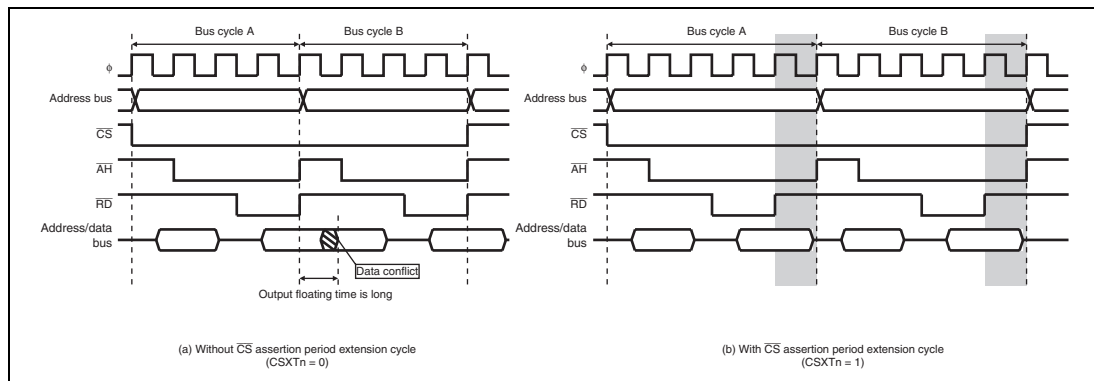 Bus cycle A
Bus cycle B
φ
Address bus
CS
AH
RD
Address/data
bus
Data conflict
Output floating time is long
(a) Without CS assertion period extension cycle
(CSXTn = 0)
Bus cycle A
Bus cycle B
φ
Address bus
CS
AH
RD
Address/data
bus
(b) With CS assertion period extension cycle
(CSXTn = 1)